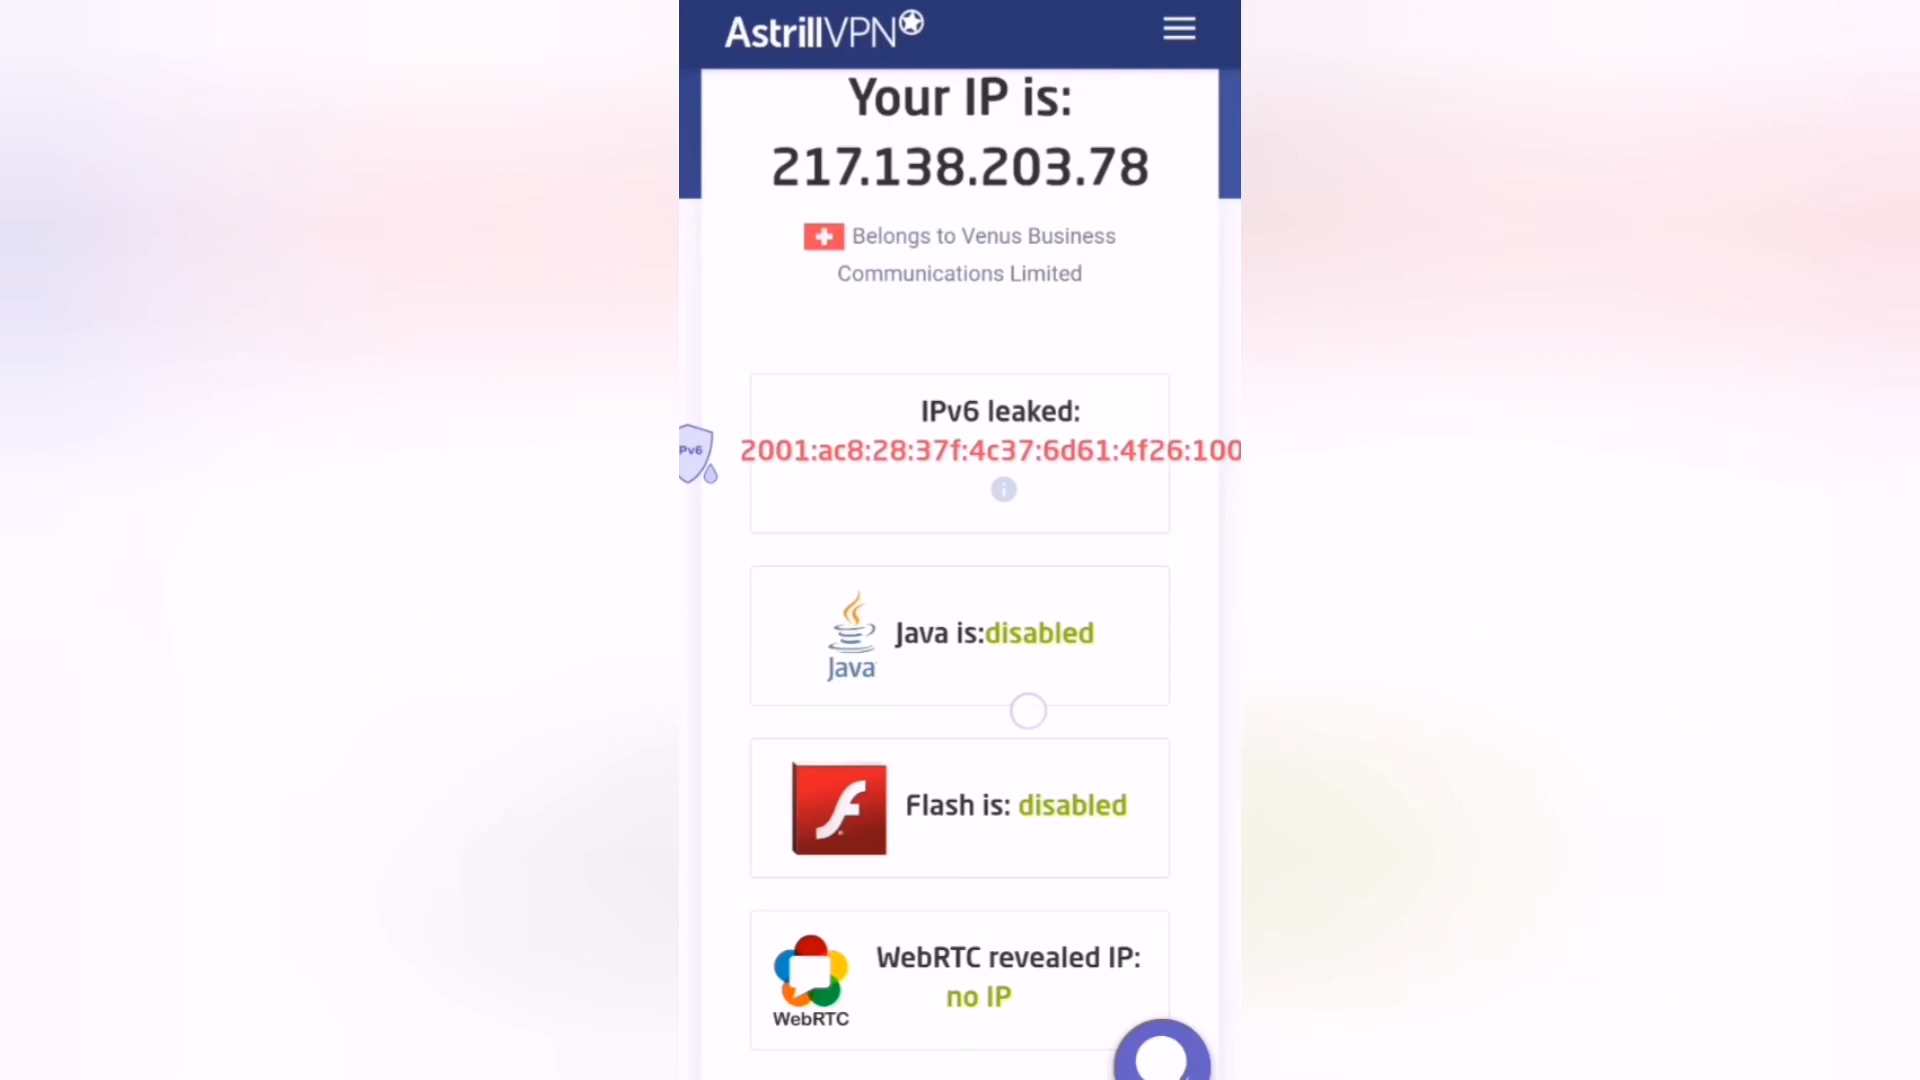 AstrillVPN
Your IP is:
217.138.203.78
Belongs to Venus Business
Communications Limited
IPv6 leaked:
2001:ac8:28:37f:4c37:6d61:4f26:100
Pv6
Java is:disabled
Java
Flash is: disabled
WebRTC revealed IP:
no IP
WebRTC